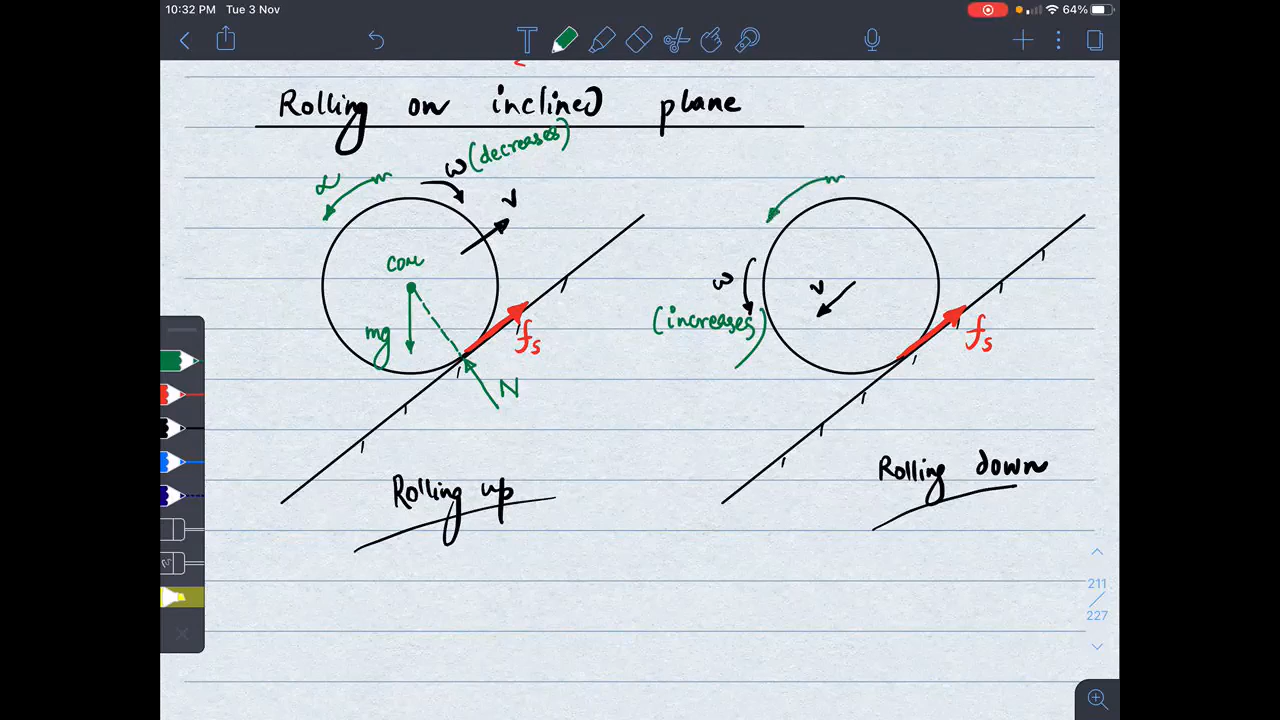 10:32 PM Tue 3 Nov
64%
Rolling on inclined plane
ω (decreases)
α
v
com
mg
fs
N
Rolling up
ω
(increases)
v
fs
Rolling down
211
227